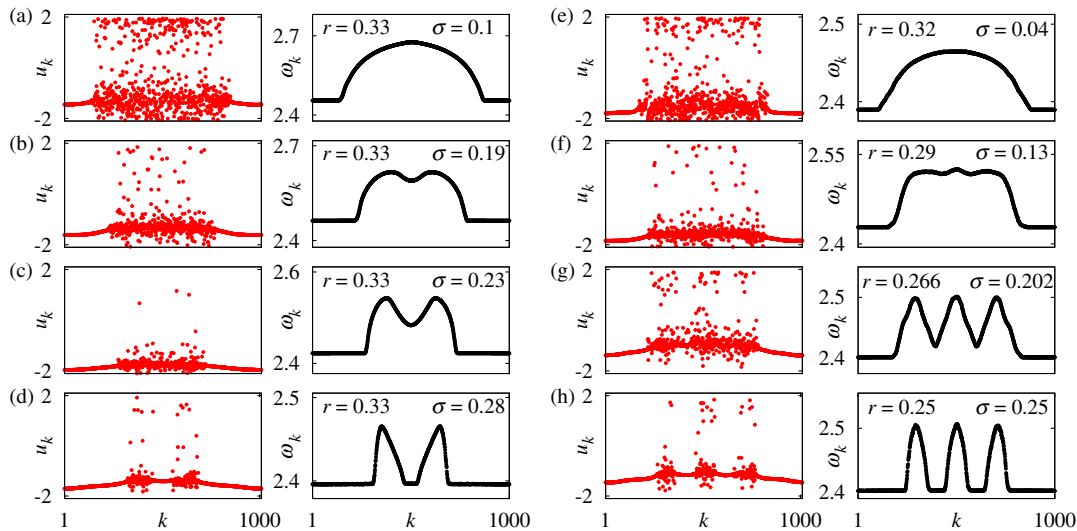 (a) 2 u_k -2 2.7 ω_k 2.4 r = 0.33 σ = 0.1
(e) 2 u_k -2 ω_k 2.4 r = 0.32 σ = 0.04
(b) 2 u_k -2 2.7 ω_k 2.4 r = 0.33 σ = 0.19
(f) 2 u_k -2 2.55 ω_k 2.4 r = 0.29 σ = 0.13
(c) 2 u_k -2 2.6 ω_k 2.4 r = 0.33 σ = 0.23
(g) 2 u_k -2 2.5 ω_k 2.4 r = 0.266 σ = 0.202
(d) 2 u_k -2 2.5 ω_k 2.4 r = 0.33 σ = 0.28
(h) 2 u_k -2 2.5 ω_k 2.4 r = 0.25 σ = 0.25
1 k 1000 1 k 1000 1 k 1000 1 k 1000